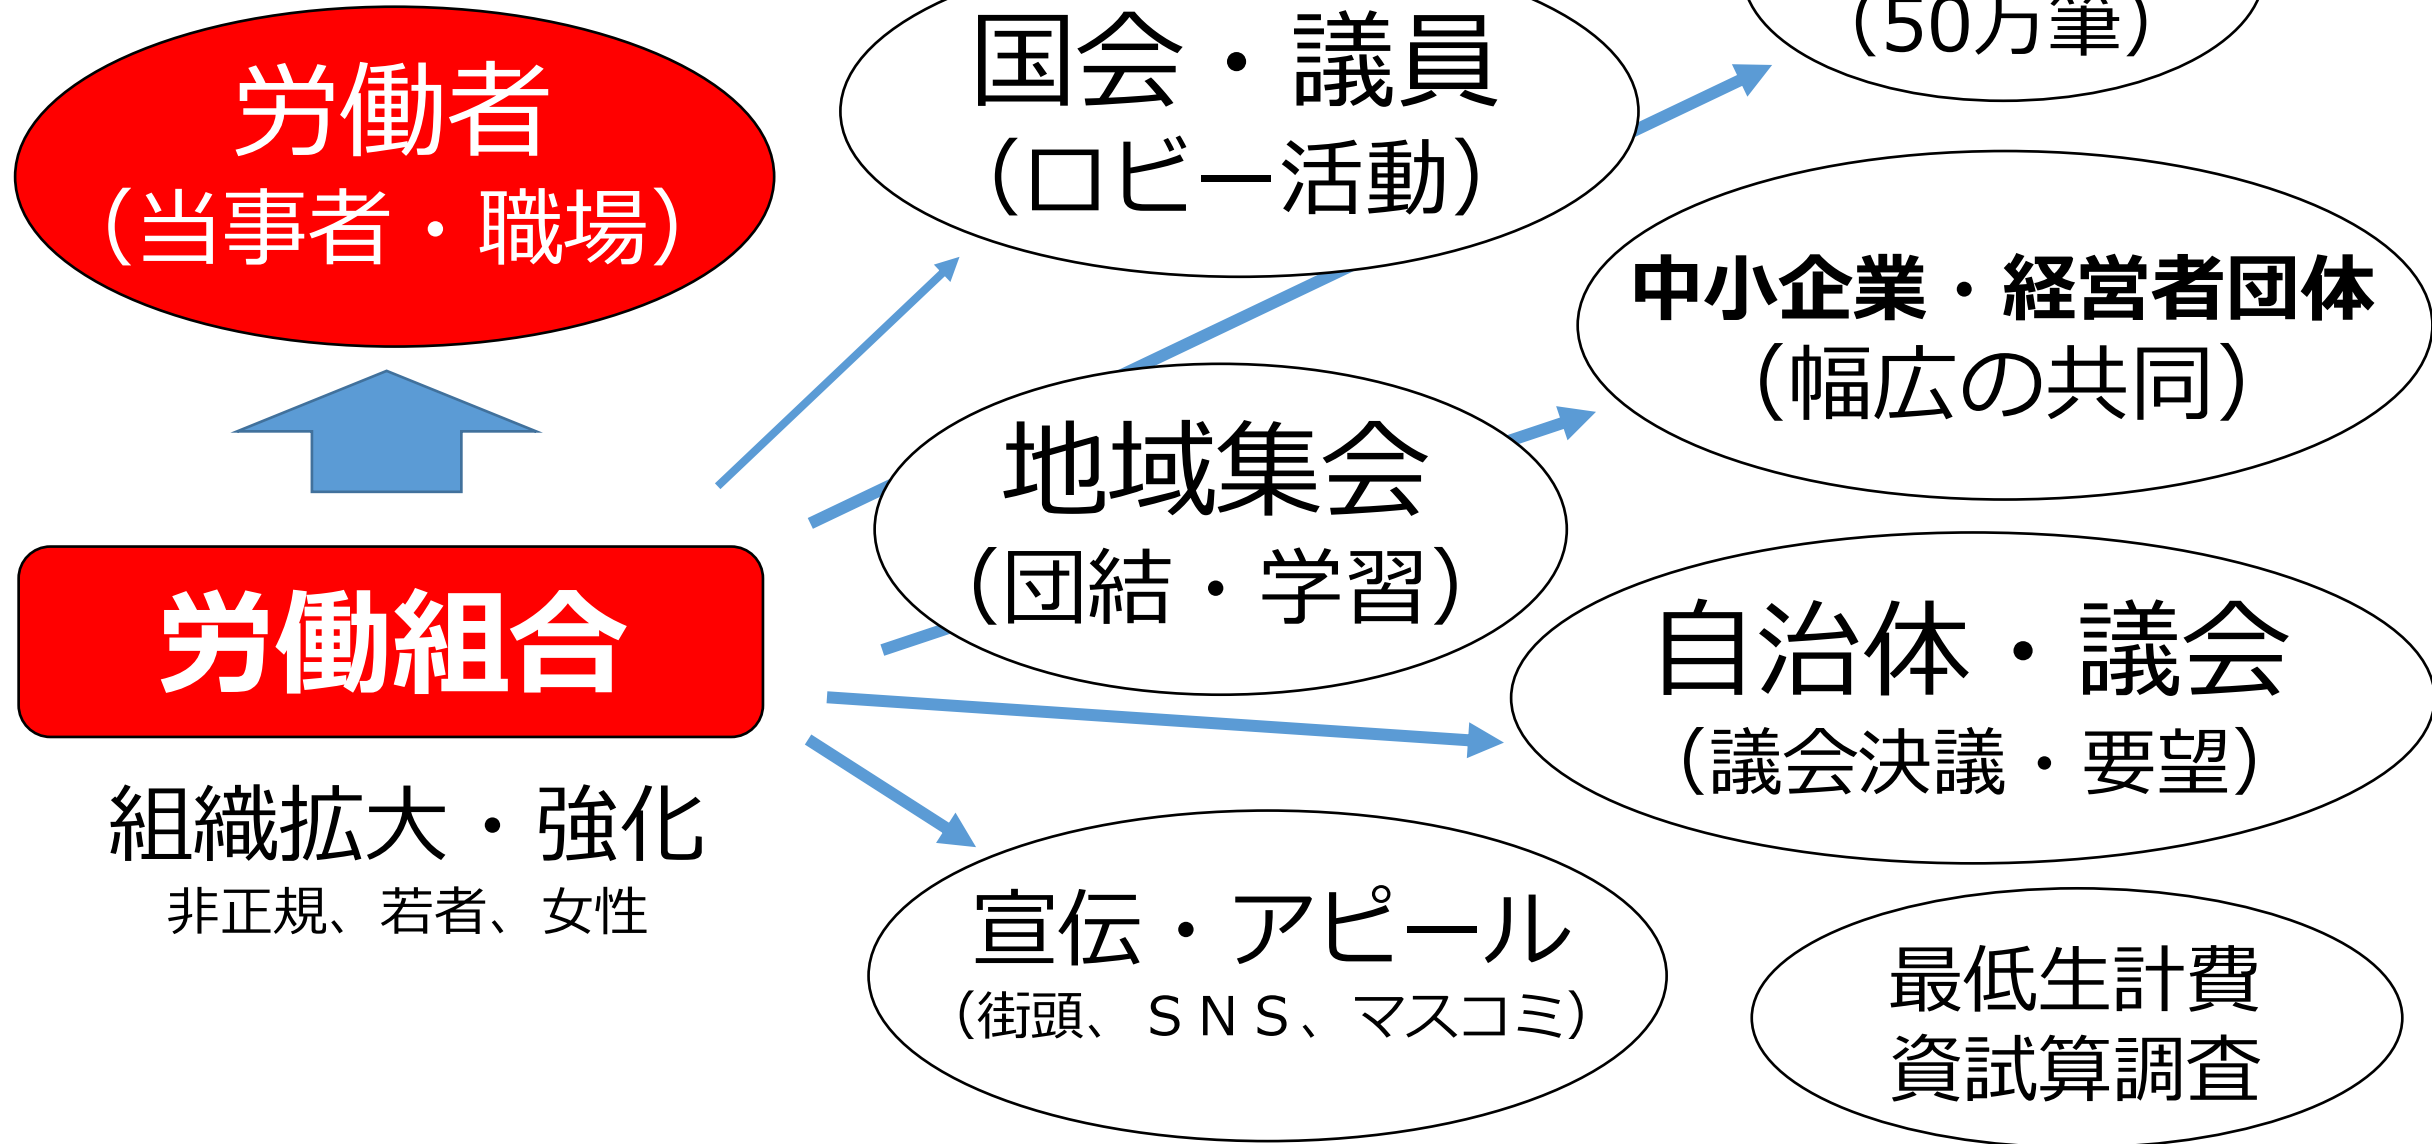 労働者
（当事者・職場）
労働組合
組織拡大・強化
非正規、若者、女性
国会・議員
（ロビー活動）
地域集会
（団結・学習）
宣伝・アピール
（街頭、ＳＮＳ、マスコミ）
（50万筆）
中小企業・経営者団体
（幅広の共同）
自治体・議会
（議会決議・要望）
最低生計費
資試算調査